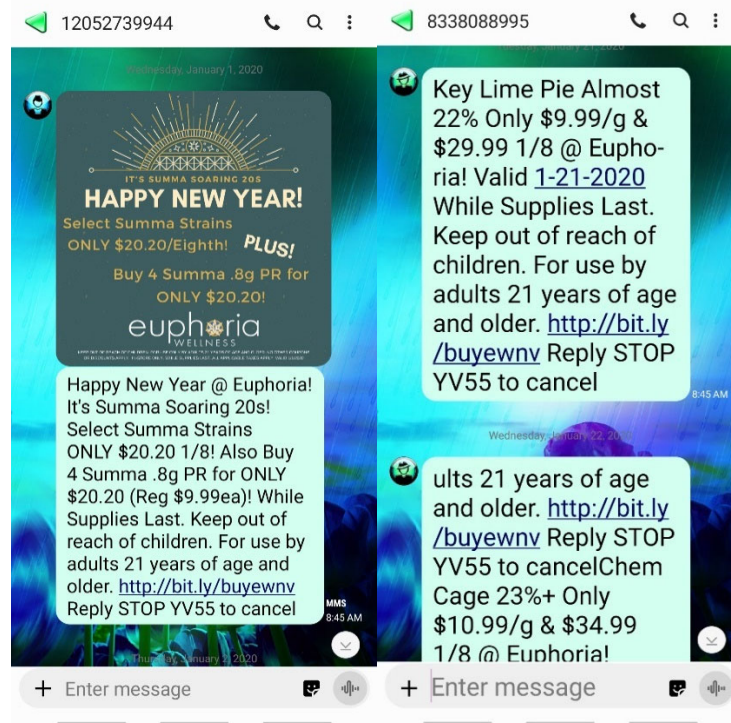 12052739944
Wednesday, January 1, 2020
IT'S SUMMA SOARING 20S
HAPPY NEW YEAR!
Select Summa Strains
ONLY $20.20/Eighth!
PLUS!
Buy 4 Summa .8g PR for
ONLY $20.20!
euphoria
WELLNESS
Happy New Year @ Euphoria!
It's Summa Soaring 20s!
Select Summa Strains
ONLY $20.20 1/8! Also Buy
4 Summa .8g PR for ONLY
$20.20 (Reg $9.99ea)! While
Supplies Last. Keep out of
reach of children. For use by
adults 21 years of age and
older. http://bit.ly/buyewnv
Reply STOP YV55 to cancel
MMS
8:45 AM
Thursday, January 2, 2020
Enter message
8338088995
Tuesday, January 21, 2020
Key Lime Pie Almost
22% Only $9.99/g &
$29.99 1/8 @ Eupho-
ria! Valid 1-21-2020
While Supplies Last.
Keep out of reach of
children. For use by
adults 21 years of age
and older. http://bit.ly
/buyewnv Reply STOP
YV55 to cancel
8:45 AM
Wednesday, January 22, 2020
ults 21 years of age
and older. http://bit.ly
/buyewnv Reply STOP
YV55 to cancelChem
Cage 23%+ Only
$10.99/g & $34.99
1/8 @ Euphoria!
Enter message